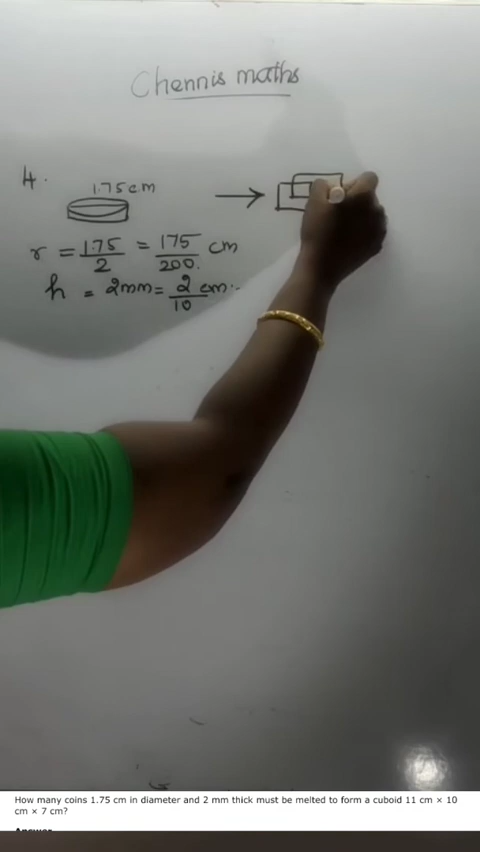 Chennis maths
4.
1.75cm
r = 1.75/2 = 175/200. cm
h = 2mm = 2/10 cm.
How many coins 1.75 cm in diameter and 2 mm thick must be melted to form a cuboid 11 cm × 10
cm × 7 cm?